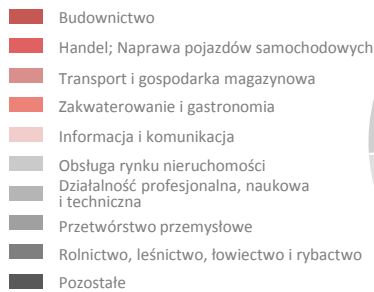 Budownictwo
Handel; Naprawa pojazdów samochodowych
Transport i gospodarka magazynowa
Zakwaterowanie i gastronomia
Informacja i komunikacja
Obsługa rynku nieruchomości
Działalność profesjonalna, naukowa
i techniczna
Przetwórstwo przemysłowe
Rolnictwo, leśnictwo, łowiectwo i rybactwo
Pozostałe